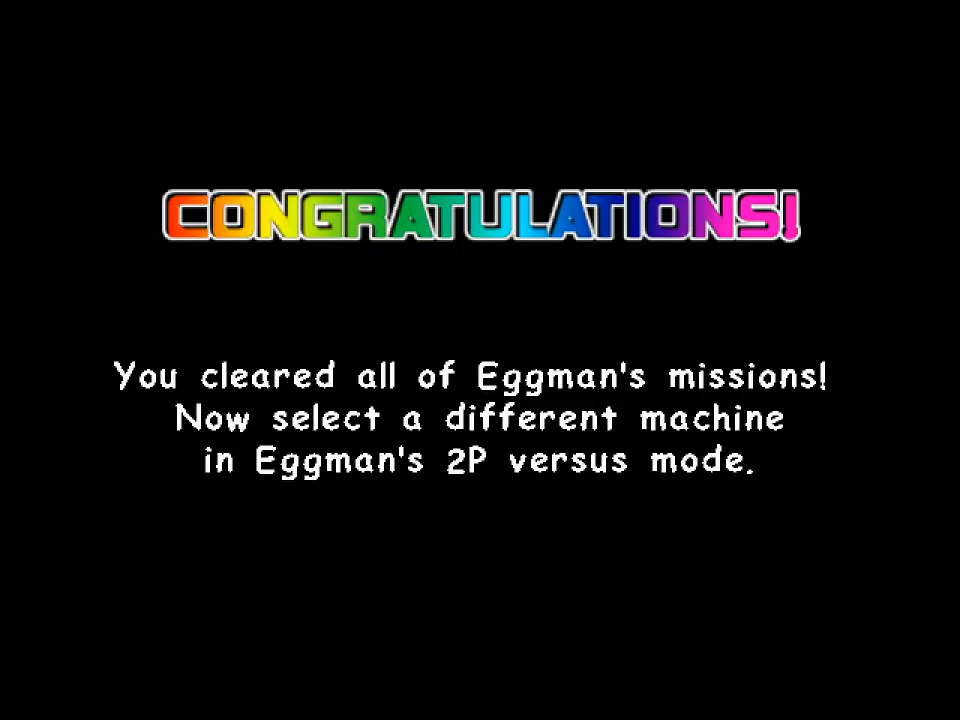 CONGRATULATIONS!
You cleared all of Eggman's missions!
Now select a different machine
in Eggman's 2P versus mode.